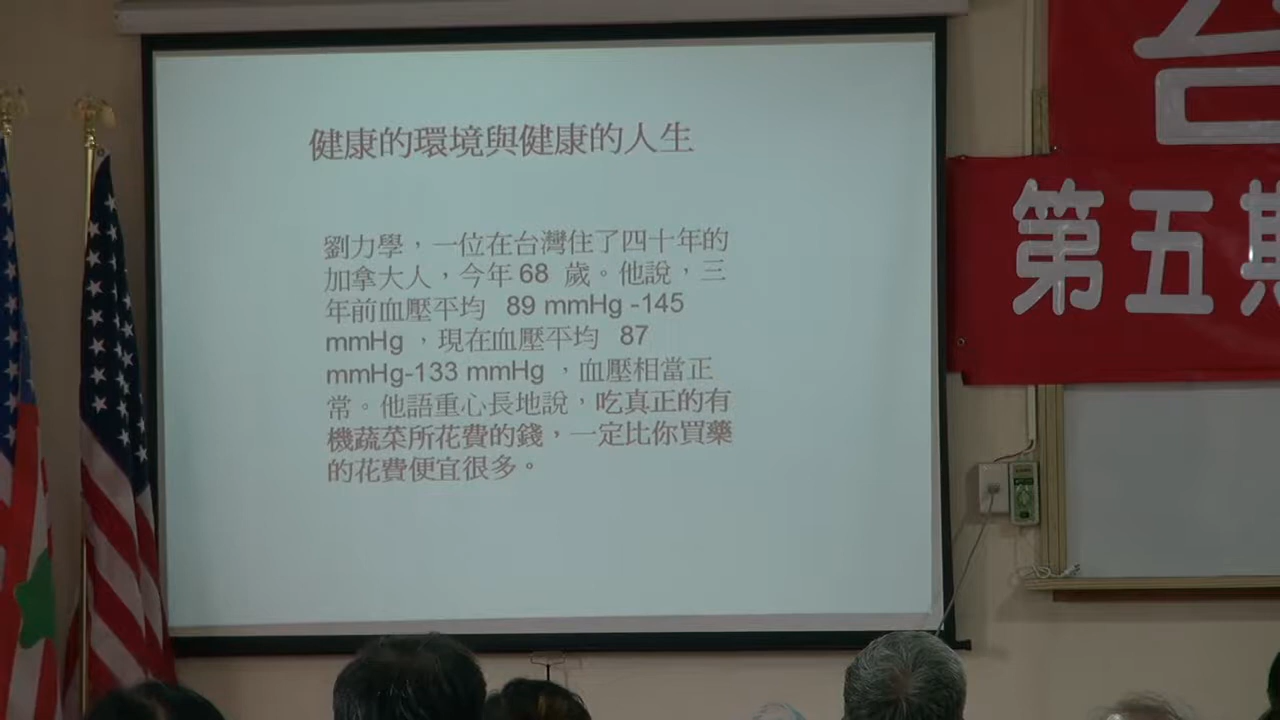 健康的環境與健康的人生
劉力學，一位在台灣住了四十年的
加拿大人，今年 68 歲。他說，三
年前血壓平均 89 mmHg -145
mmHg ，現在血壓平均 87
mmHg-133 mmHg ，血壓相當正
常。他語重心長地說，吃真正的有
機蔬菜所花費的錢，一定比你買藥
的花費便宜很多。
台
第五期